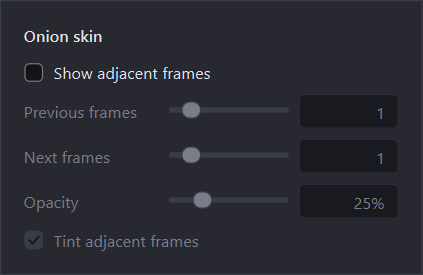 Onion skin
Show adjacent frames
Previous frames 1
Next frames 1
Opacity 25%
Tint adjacent frames